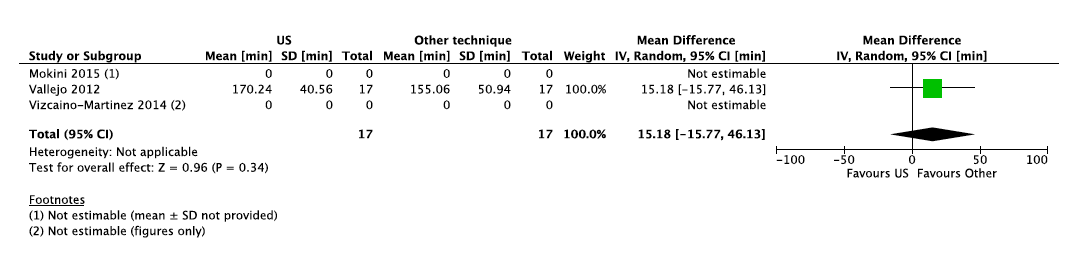 US Other technique Mean Difference Mean Difference
Study or Subgroup Mean [min] SD [min] Total Mean [min] SD [min] Total Weight IV, Random, 95% CI [min] IV, Random, 95% CI [min]
Mokini 2015 (1) 0 0 0 0 0 0 Not estimable
Vallejo 2012 170.24 40.56 17 155.06 50.94 17 100.0% 15.18 [-15.77, 46.13]
Vizcaino-Martinez 2014 (2) 0 0 0 0 0 0 Not estimable
Total (95% CI) 17 17 100.0% 15.18 [-15.77, 46.13]
Heterogeneity: Not applicable
Test for overall effect: Z = 0.96 (P = 0.34)
-100 -50 0 50 100
Favours US Favours Other
Footnotes
(1) Not estimable (mean ± SD not provided)
(2) Not estimable (figures only)